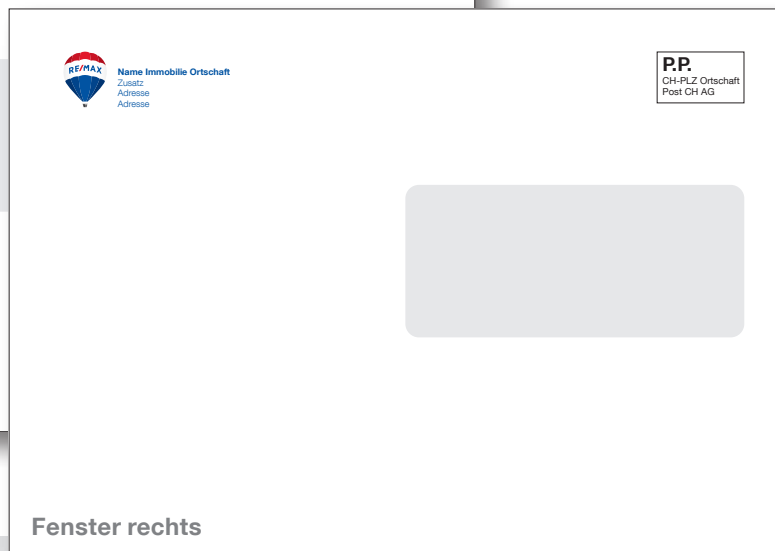 RE/MAX
Name Immobilie Ortschaft
Zusatz
Adresse
Adresse
P.P.
CH-PLZ Ortschaft
Post CH AG
Fenster rechts